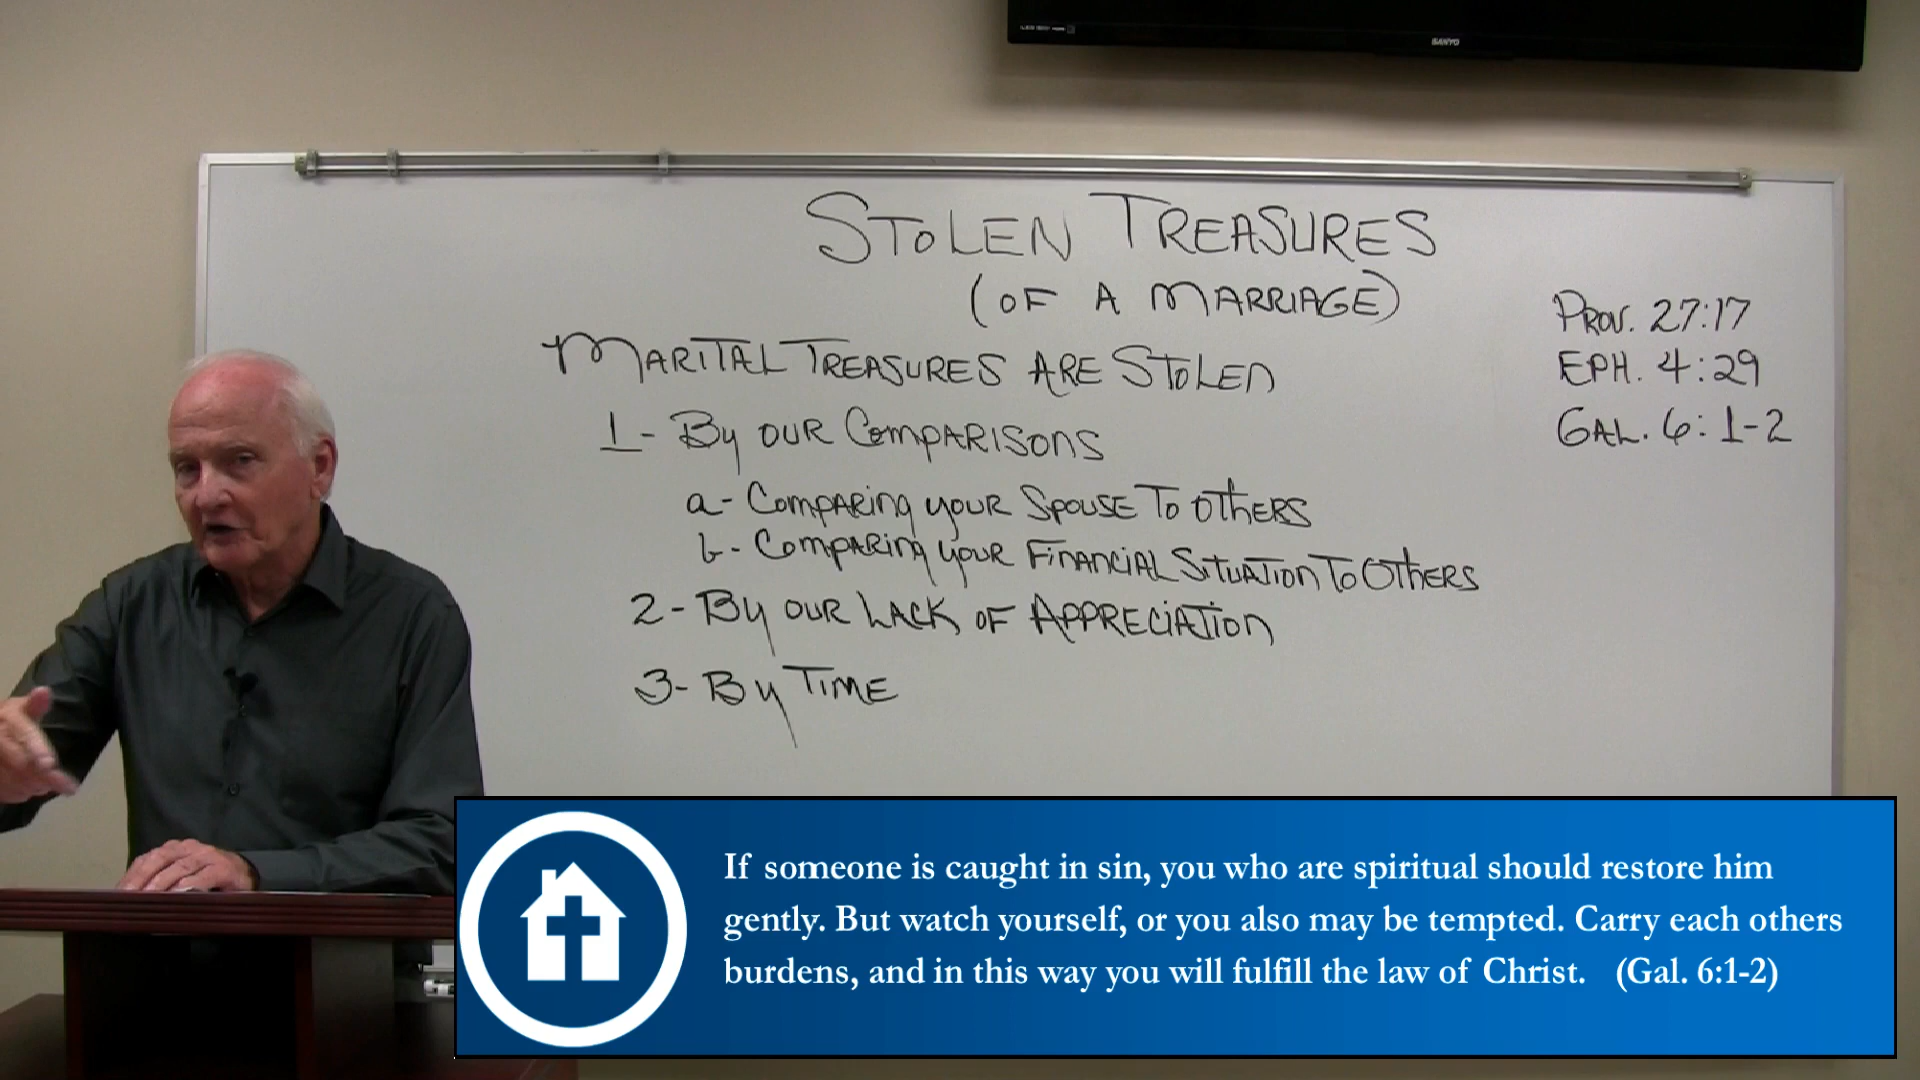 SANYO
STOLEN TREASURES
(OF A MARRIAGE)
MARITAL TREASURES ARE STOLEN
1- By OUR COMPARISONS
a- COMPARING YOUR SPOUSE TO OTHERS
b- COMPARING YOUR FINANCIAL SITUATION TO OTHERS
2- By OUR LACK OF APPRECIATION
3- By TIME
PROV. 27:17
EPH. 4:29
GAL. 6:1-2
If someone is caught in sin, you who are spiritual should restore him
gently. But watch yourself, or you also may be tempted. Carry each others
burdens, and in this way you will fulfill the law of Christ. (Gal. 6:1-2)